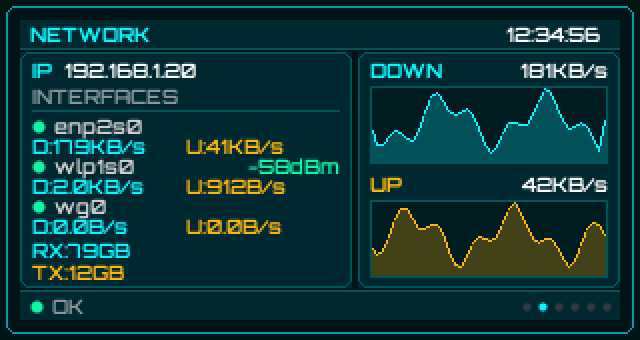 NETWORK 12:34:56
IP 192.168.1.20
INTERFACES
enp2s0
D:179KB/s U:41KB/s
wlp1s0 -58dBm
D:2.0KB/s U:912B/s
wg0
D:0.0B/s U:0.0B/s
RX:79GB
TX:12GB
DOWN 181KB/s
UP 42KB/s
OK